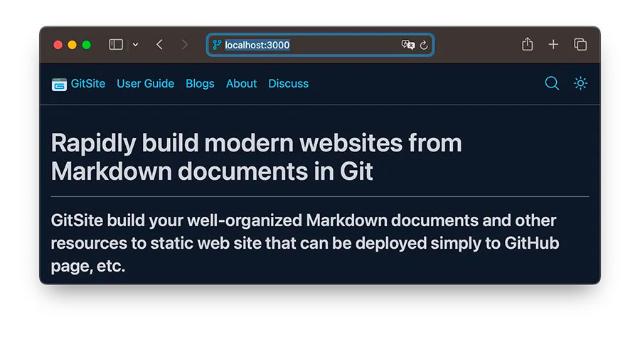 localhost:3000
GitSite User Guide Blogs About Discuss
Rapidly build modern websites from
Markdown documents in Git
GitSite build your well-organized Markdown documents and other
resources to static web site that can be deployed simply to GitHub
page, etc.